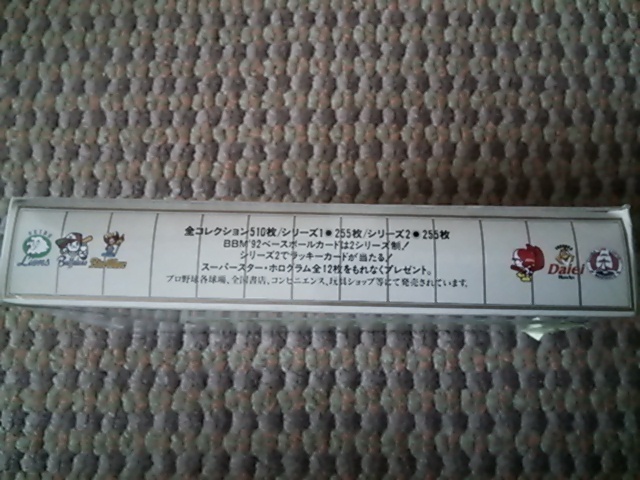 全コレクション510枚/シリーズ1●255枚/シリーズ2●255枚
BBM'92ベースボールカードは2シリーズ制!
シリーズ2でラッキーカードが当たる!
スーパースター・ホログラム全12枚をもれなくプレゼント。
プロ野球各球場、全国書店、コンビニエンス、玩具ショップ等にて発売されています。
Lions
Daiei